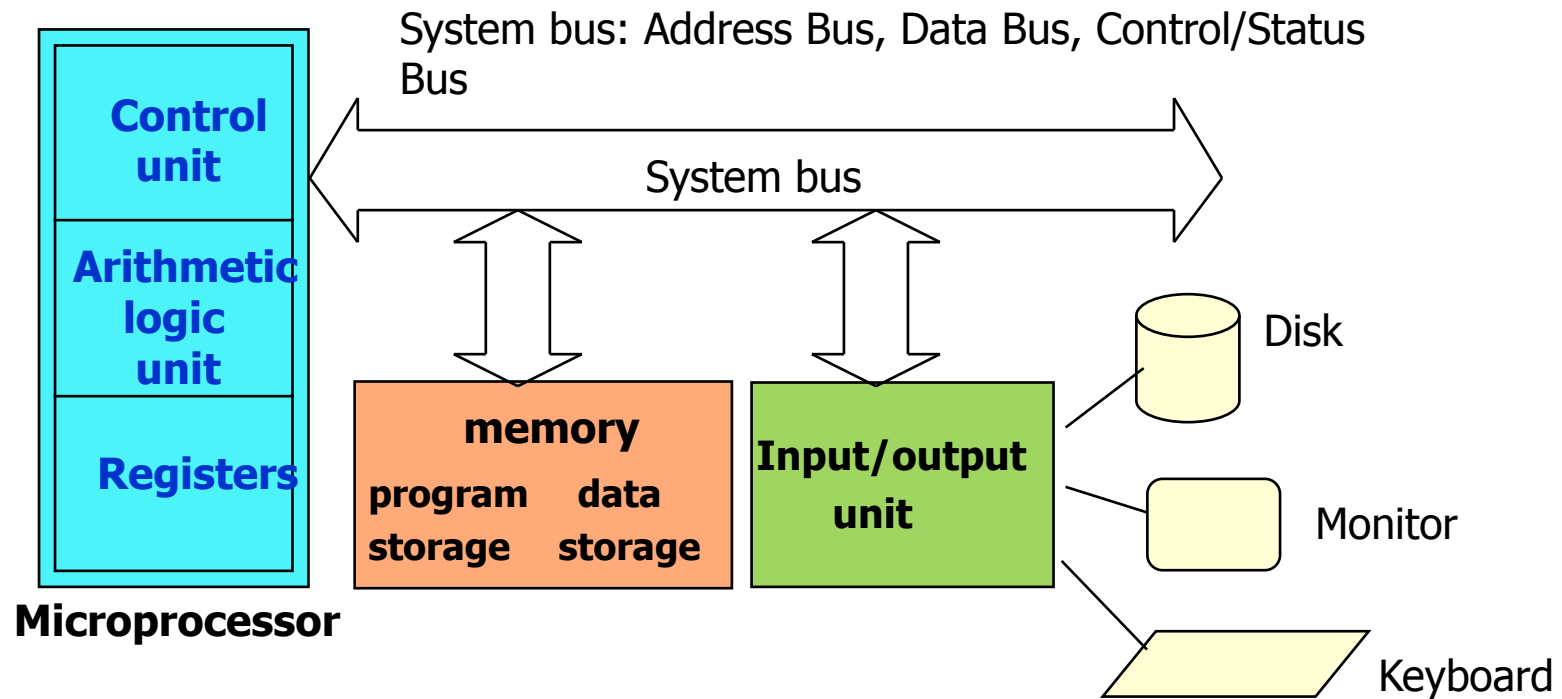 System bus: Address Bus, Data Bus, Control/Status
Bus
Control
unit
System bus
Arithmetic
logic
unit
Registers
Microprocessor
memory
program data
storage storage
Input/output
unit
Disk
Monitor
Keyboard